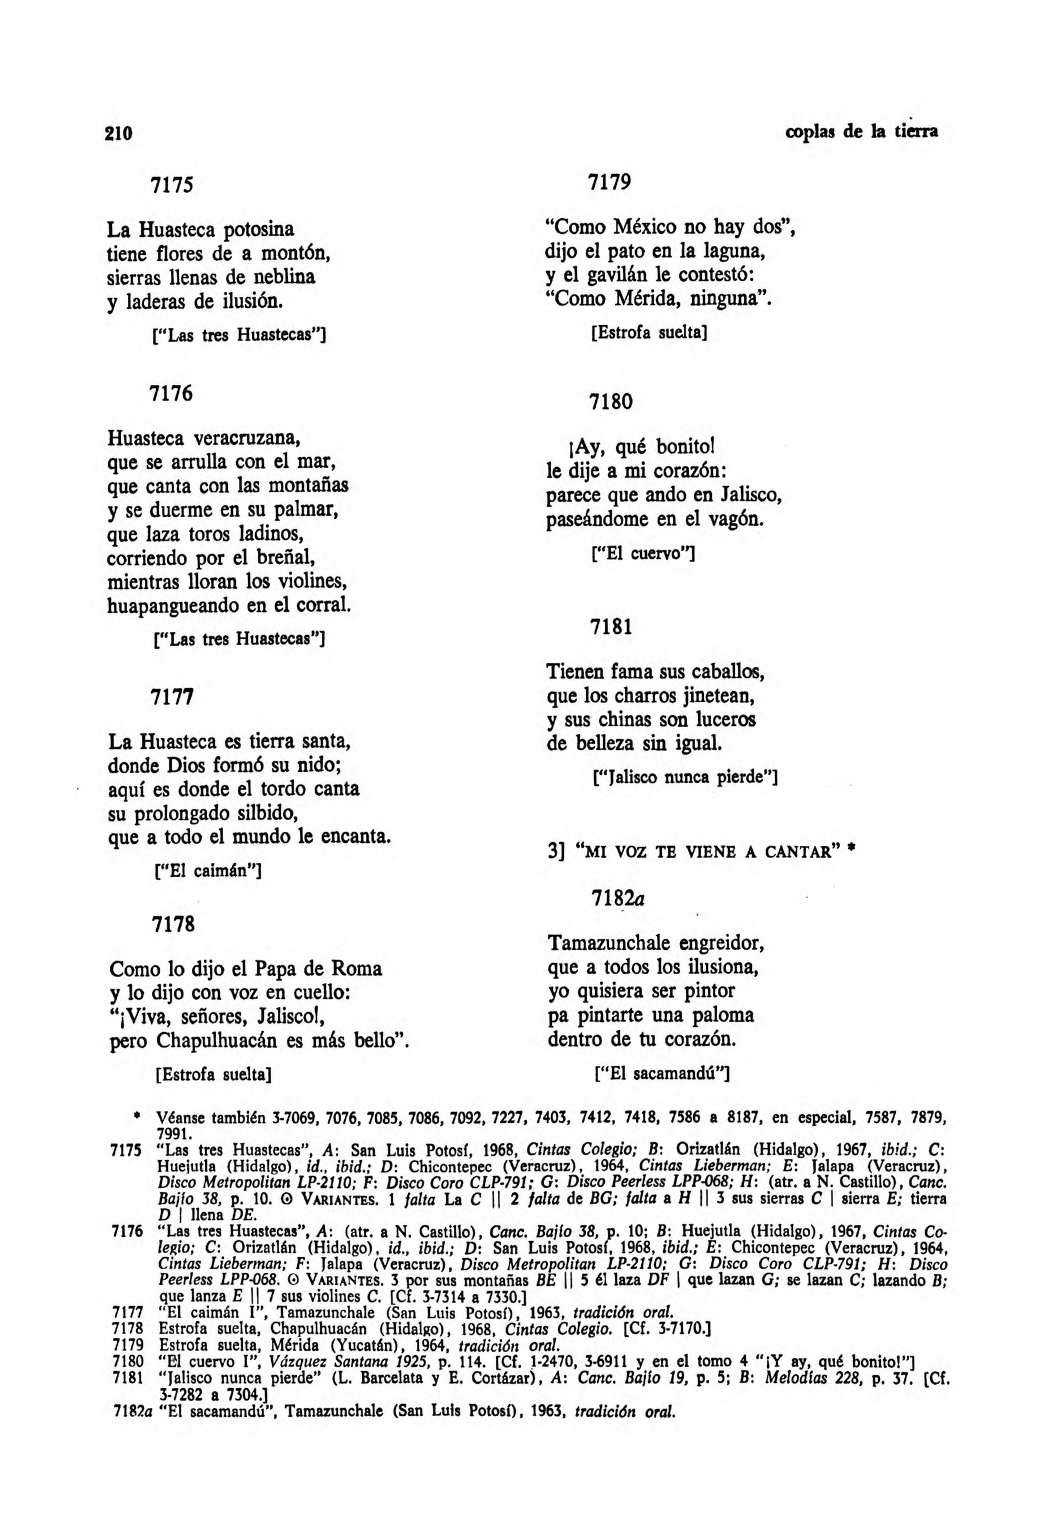 210
coplas de la tierra
7175
La Huasteca potosina
tiene flores de a montón,
sierras llenas de neblina
y laderas de ilusión.
["Las tres Huastecas"]
7176
Huasteca veracruzana,
que se arrulla con el mar,
que canta con las montañas
y se duerme en su palmar,
que laza toros ladinos,
corriendo por el breñal,
mientras lloran los violines,
huapangueando en el corral.
["Las tres Huastecas"]
7177
La Huasteca es tierra santa,
donde Dios formó su nido;
aquí es donde el tordo canta
su prolongado silbido,
que a todo el mundo le encanta.
["El caimán"]
7178
Como lo dijo el Papa de Roma
y lo dijo con voz en cuello:
"¡Viva, señores, Jalisco!,
pero Chapulhuacán es más bello".
[Estrofa suelta]
7179
"Como México no hay dos",
dijo el pato en la laguna,
y el gavilán le contestó:
"Como Mérida, ninguna".
[Estrofa suelta]
7180
¡Ay, qué bonito!
le dije a mi corazón:
parece que ando en Jalisco,
paseándome en el vagón.
["El cuervo"]
7181
Tienen fama sus caballos,
que los charros jinetean,
y sus chinas son luceros
de belleza sin igual.
["Jalisco nunca pierde"]
3] "MI VOZ TE VIENE A CANTAR" *
7182a
Tamazunchale engreidor,
que a todos los ilusiona,
yo quisiera ser pintor
pa pintarte una paloma
dentro de tu corazón.
["El sacamandú"]
* Véanse también 3-7069, 7076, 7085, 7086, 7092, 7227, 7403, 7412, 7418, 7586 a 8187, en especial, 7587, 7879,
7991.
7175 "Las tres Huastecas", A: San Luis Potosí, 1968, Cintas Colegio; B: Orizatlán (Hidalgo), 1967, ibid.; C:
Huejutla (Hidalgo), id., ibid.; D: Chicontepec (Veracruz), 1964, Cintas Lieberman; E: Jalapa (Veracruz),
Disco Metropolitan LP-2110; F: Disco Coro CLP-791; G: Disco Peerless LPP-068; H: (atr. a N. Castillo), Canc.
Bajío 38, p. 10. ⊙ VARIANTES. 1 falta La C || 2 falta de BG; falta a H || 3 sus sierras C | sierra E; tierra
D | llena DE.
7176 "Las tres Huastecas", A: (atr. a N. Castillo), Canc. Bajío 38, p. 10; B: Huejutla (Hidalgo), 1967, Cintas Co-
legio; C: Orizatlán (Hidalgo), id., ibid.; D: San Luis Potosí, 1968, ibid.; E: Chicontepec (Veracruz), 1964,
Cintas Lieberman; F: Jalapa (Veracruz), Disco Metropolitan LP-2110; G: Disco Coro CLP-791; H: Disco
Peerless LPP-068. ⊙ VARIANTES. 3 por sus montañas BE || 5 él laza DF | que lazan G; se lazan C; lazando B;
que lanza E || 7 sus violines C. [Cf. 3-7314 a 7330.]
7177 "El caimán I", Tamazunchale (San Luis Potosí), 1963, tradición oral.
7178 Estrofa suelta, Chapulhuacán (Hidalgo), 1968, Cintas Colegio. [Cf. 3-7170.]
7179 Estrofa suelta, Mérida (Yucatán), 1964, tradición oral.
7180 "El cuervo I", Vázquez Santana 1925, p. 114. [Cf. 1-2470, 3-6911 y en el tomo 4 "¡Y ay, qué bonito!"]
7181 "Jalisco nunca pierde" (L. Barcelata y E. Cortázar), A: Canc. Bajío 19, p. 5; B: Melodías 228, p. 37. [Cf.
3-7282 a 7304.]
7182a "El sacamandú", Tamazunchale (San Luis Potosí), 1963, tradición oral.